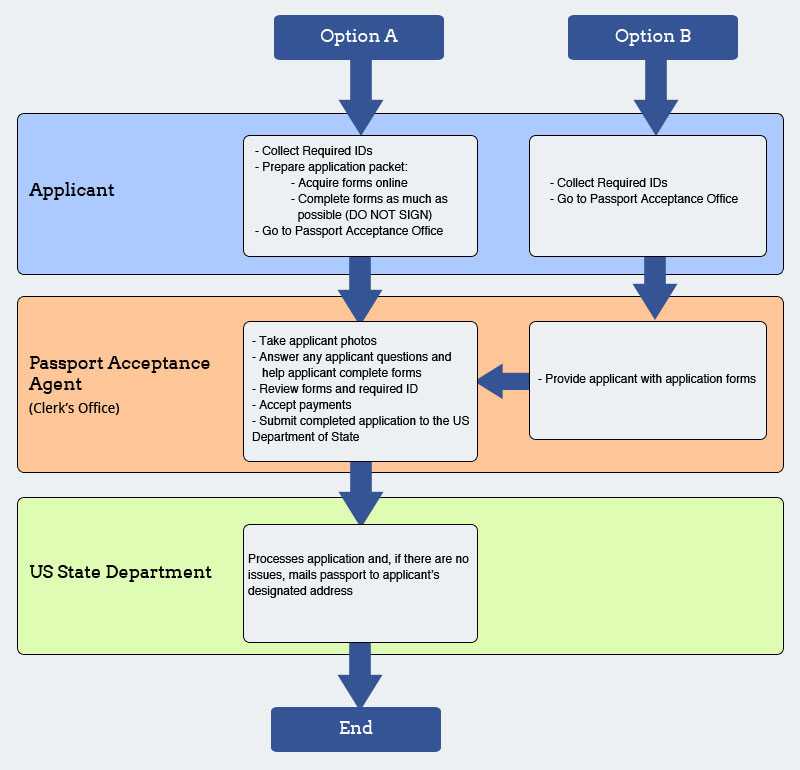 Option A
Option B
Applicant
- Collect Required IDs
- Prepare application packet:
- Acquire forms online
- Complete forms as much as
possible (DO NOT SIGN)
- Go to Passport Acceptance Office
- Collect Required IDs
- Go to Passport Acceptance Office
Passport Acceptance
Agent
(Clerk's Office)
- Take applicant photos
- Answer any applicant questions and
help applicant complete forms
- Review forms and required ID
- Accept payments
- Submit completed application to the US
Department of State
- Provide applicant with application forms
US State Department
Processes application and, if there are no
issues, mails passport to applicant's
designated address
End